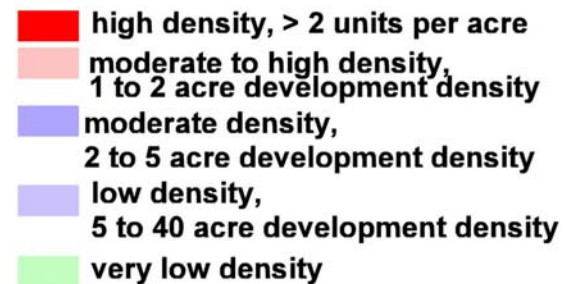 high density, > 2 units per acre
moderate to high density,
1 to 2 acre development density
moderate density,
2 to 5 acre development density
low density,
5 to 40 acre development density
very low density